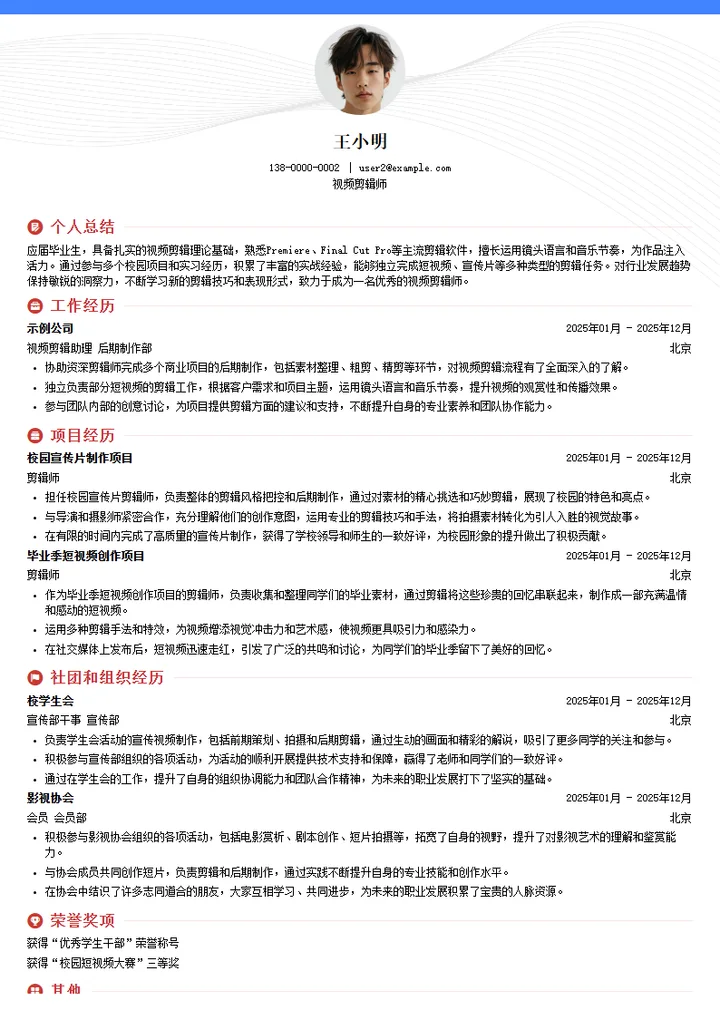 王小明
138-0000-0002 | user2@example.com
视频剪辑师
个人总结
应届毕业生，具备扎实的视频剪辑理论基础，熟悉Premiere、Final Cut Pro等主流剪辑软件，擅长运用镜头语言和音乐节奏，为作品注入
活力。通过参与多个校园项目和实习经历，积累了丰富的实战经验，能够独立完成短视频、宣传片等多种类型的剪辑任务。对行业发展趋势
保持敏锐的洞察力，不断学习新的剪辑技巧和表现形式，致力于成为一名优秀的视频剪辑师。
工作经历
示例公司 2025年01月 - 2025年12月
视频剪辑助理 后期制作部 北京
• 协助资深剪辑师完成多个商业项目的后期制作，包括素材整理、粗剪、精剪等环节，对视频剪辑流程有了全面深入的了解。
• 独立负责部分短视频的剪辑工作，根据客户需求和项目主题，运用镜头语言和音乐节奏，提升视频的观赏性和传播效果。
• 参与团队内部的创意讨论，为项目提供剪辑方面的建议和支持，不断提升自身的专业素养和团队协作能力。
项目经历
校园宣传片制作项目 2025年01月 - 2025年12月
剪辑师 北京
• 担任校园宣传片剪辑师，负责整体的剪辑风格把控和后期制作，通过对素材的精心挑选和巧妙剪辑，展现了校园的特色和亮点。
• 与导演和摄影师紧密合作，充分理解他们的创作意图，运用专业的剪辑技巧和手法，将拍摄素材转化为引人入胜的视觉故事。
• 在有限的时间内完成了高质量的宣传片制作，获得了学校领导和师生的一致好评，为校园形象的提升做出了积极贡献。
毕业季短视频创作项目 2025年01月 - 2025年12月
剪辑师 北京
• 作为毕业季短视频创作项目的剪辑师，负责收集和整理同学们的毕业素材，通过剪辑将这些珍贵的回忆串联起来，制作成一部充满温情
和感动的短视频。
• 运用多种剪辑手法和特效，为视频增添视觉冲击力和艺术感，使视频更具吸引力和感染力。
• 在社交媒体上发布后，短视频迅速走红，引发了广泛的共鸣和讨论，为同学们的毕业季留下了美好的回忆。
社团和组织经历
校学生会 2025年01月 - 2025年12月
宣传部干事 宣传部 北京
• 负责学生会活动的宣传视频制作，包括前期策划、拍摄和后期剪辑，通过生动的画面和精彩的解说，吸引了更多同学的关注和参与。
• 积极参与宣传部组织的各项活动，为活动的顺利开展提供技术支持和保障，赢得了老师和同学们的一致好评。
• 通过在学生会的工作，提升了自身的组织协调能力和团队合作精神，为未来的职业发展打下了坚实的基础。
影视协会 2025年01月 - 2025年12月
会员 会员部 北京
• 积极参与影视协会组织的各项活动，包括电影赏析、剧本创作、短片拍摄等，拓宽了自身的视野，提升了对影视艺术的理解和鉴赏能
力。
• 与协会成员共同创作短片，负责剪辑和后期制作，通过实践不断提升自身的专业技能和创作水平。
• 在协会中结识了许多志同道合的朋友，大家互相学习、共同进步，为未来的职业发展积累了宝贵的人脉资源。
荣誉奖项
获得“优秀学生干部”荣誉称号
获得“校园短视频大赛”三等奖
其他